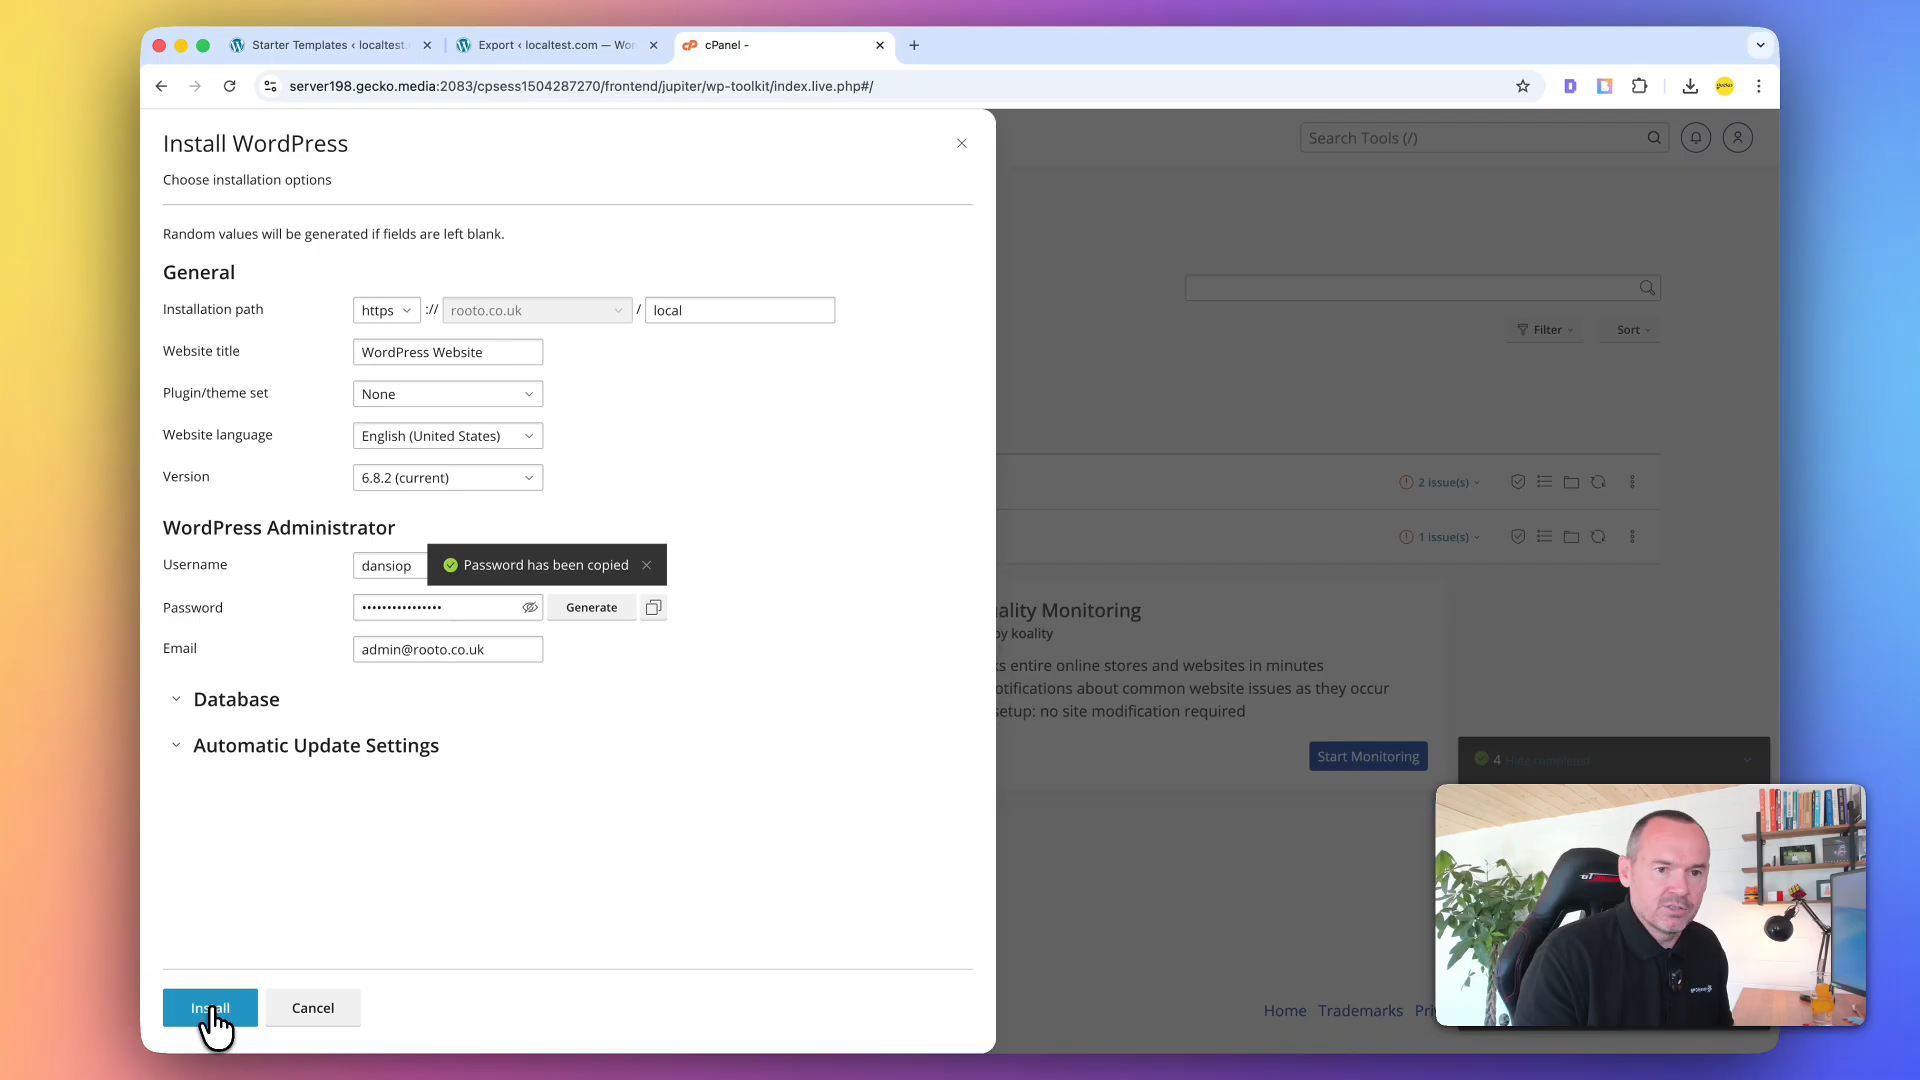 Starter Templates ‹ localtest.
Export ‹ localtest.com — Wor
cPanel -
server198.gecko.media:2083/cpsess1504287270/frontend/jupiter/wp-toolkit/index.live.php#/
Install WordPress
Choose installation options
Random values will be generated if fields are left blank.
General
Installation path
https :// rooto.co.uk / local
Website title
WordPress Website
Plugin/theme set
None
Website language
English (United States)
Version
6.8.2 (current)
WordPress Administrator
Username
dansiop
Password has been copied
Password
Generate
Email
admin@rooto.co.uk
Database
Automatic Update Settings
Install
Cancel
Search Tools (/)
Filter
Sort
2 issue(s)
1 issue(s)
ality Monitoring
by koality
ks entire online stores and websites in minutes
otifications about common website issues as they occur
setup: no site modification required
Start Monitoring
4 Hide completed
Home Trademarks Pri